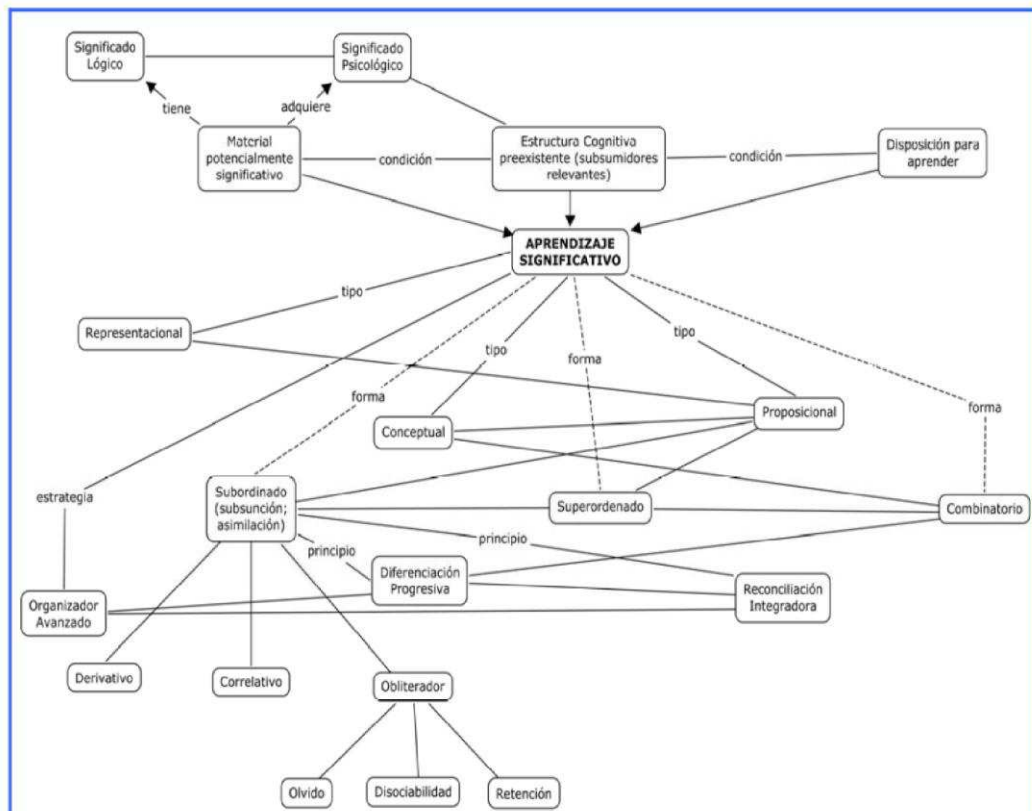 Significado
Lógico
Significado
Psicológico
tiene
adquiere
Material
potencialmente
significativo
condición
Estructura Cognitiva
preexistente (subsumidores
relevantes)
condición
Disposición para
aprender
APRENDIZAJE
SIGNIFICATIVO
tipo
Representacional
tipo
forma
tipo
forma
forma
Conceptual
Proposicional
estrategia
Subordinado
(subsunción;
asimilación)
Superordenado
Combinatorio
principio
principio
Diferenciación
Progresiva
Reconciliación
Integradora
Organizador
Avanzado
Derivativo
Correlativo
Obliterador
Olvido
Disociabilidad
Retención